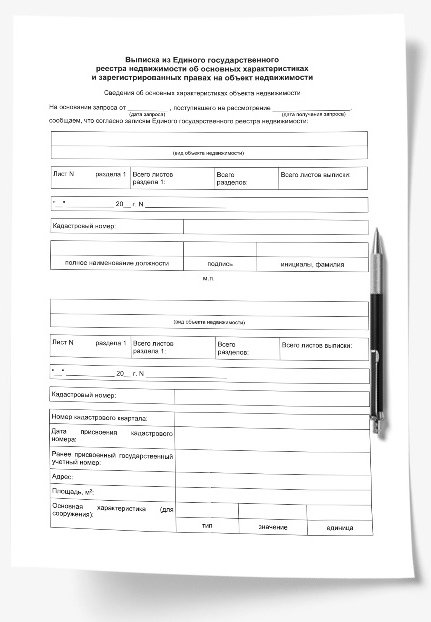 Выписка из Единого государственного
реестра недвижимости об основных характеристиках
и зарегистрированных правах на объект недвижимости
Сведения об основных характеристиках объекта недвижимости
На основании запроса от ____________, поступившего на рассмотрение ____________,
(дата запроса) (дата получения запроса)
сообщаем, что согласно записям Единого государственного реестра недвижимости:
(вид объекта недвижимости)
Лист N раздела 1 Всего листов раздела 1: Всего разделов: Всего листов выписки:
"__" ____________ 20__ г. N ____________
Кадастровый номер:
полное наименование должности подпись инициалы, фамилия
м.п.
(вид объекта недвижимости)
Лист N раздела 1 Всего листов раздела 1: Всего разделов: Всего листов выписки:
"__" ____________ 20__ г. N ____________
Кадастровый номер:
Номер кадастрового квартала:
Дата присвоения кадастрового
номера:
Ранее присвоенный государственный
учетный номер:
Адрес:
Площадь, м²:
Основная характеристика (для
сооружения):
тип значение единица